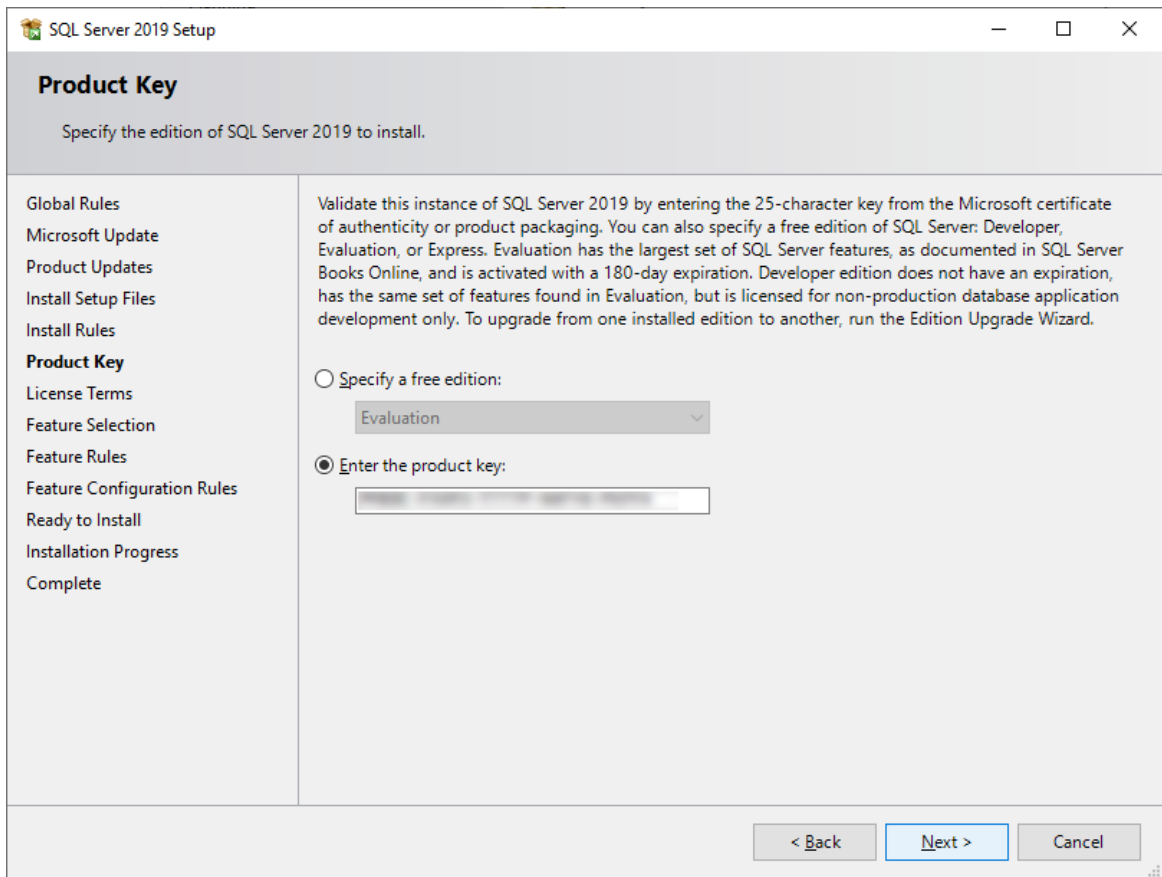 SQL Server 2019 Setup
Product Key
Specify the edition of SQL Server 2019 to install.
Global Rules
Microsoft Update
Product Updates
Install Setup Files
Install Rules
Product Key
License Terms
Feature Selection
Feature Rules
Feature Configuration Rules
Ready to Install
Installation Progress
Complete
Validate this instance of SQL Server 2019 by entering the 25-character key from the Microsoft certificate
of authenticity or product packaging. You can also specify a free edition of SQL Server: Developer,
Evaluation, or Express. Evaluation has the largest set of SQL Server features, as documented in SQL Server
Books Online, and is activated with a 180-day expiration. Developer edition does not have an expiration,
has the same set of features found in Evaluation, but is licensed for non-production database application
development only. To upgrade from one installed edition to another, run the Edition Upgrade Wizard.
Specify a free edition:
Evaluation
Enter the product key:
< Back
Next >
Cancel